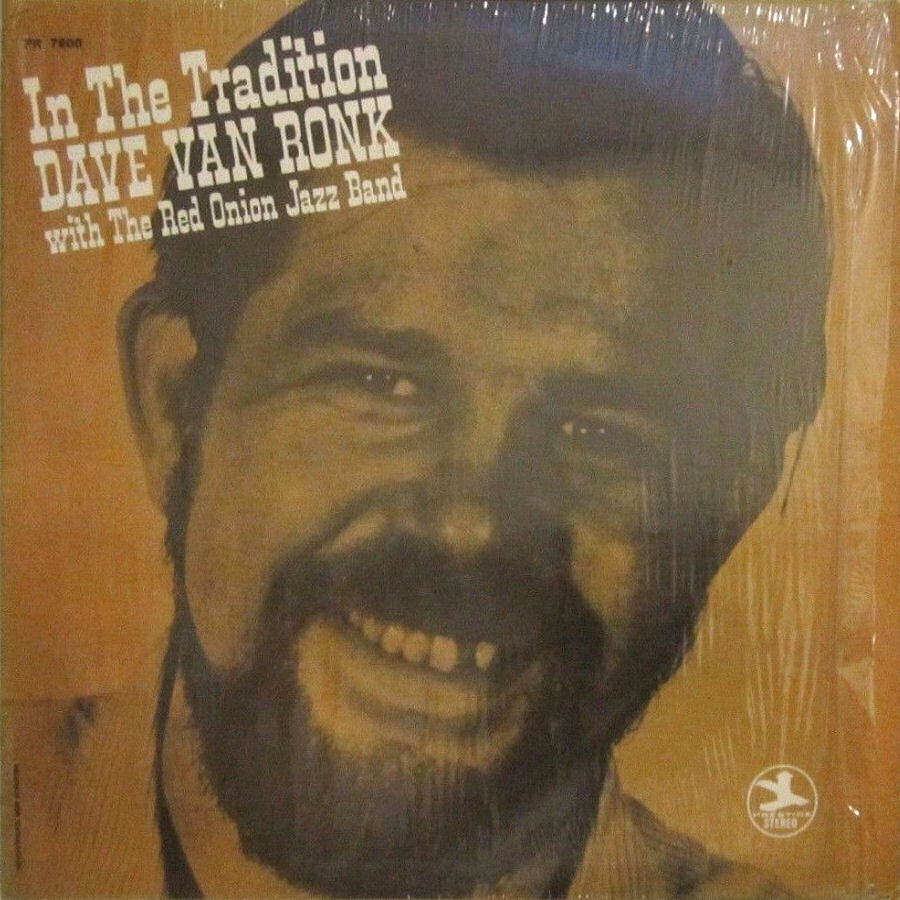 PR 7800
In The Tradition
DAVE VAN RONK
with The Red Onion Jazz Band
PRESTIGE
STEREO